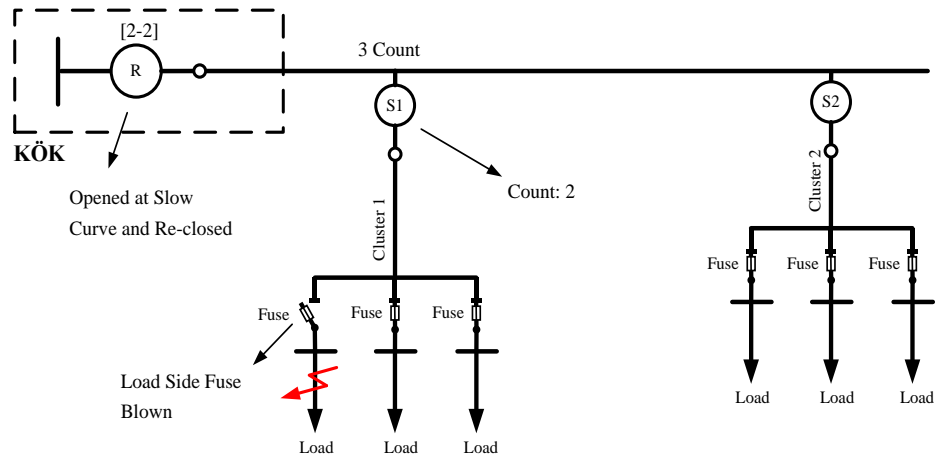 [2-2]
R
3 Count
S1
S2
KÖK
Opened at Slow
Curve and Re-closed
Count: 2
Cluster 1
Cluster 2
Fuse
Fuse
Fuse
Fuse
Fuse
Fuse
Load Side Fuse
Blown
Load
Load
Load
Load
Load
Load